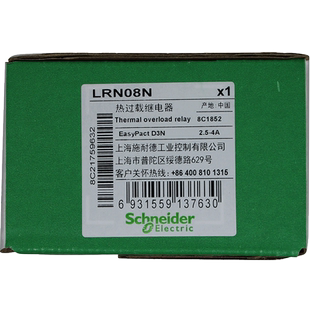 LRN08N x1
热过载继电器 产地: 中国
Thermal overload relay 8C1852
EasyPact D3N 2.5-4A
上海施耐德工业控制有限公司
上海市普陀区绥德路629号
客户关怀热线: +86 400 810 1315
8C21759632
6 931559 137630
Schneider
Electric